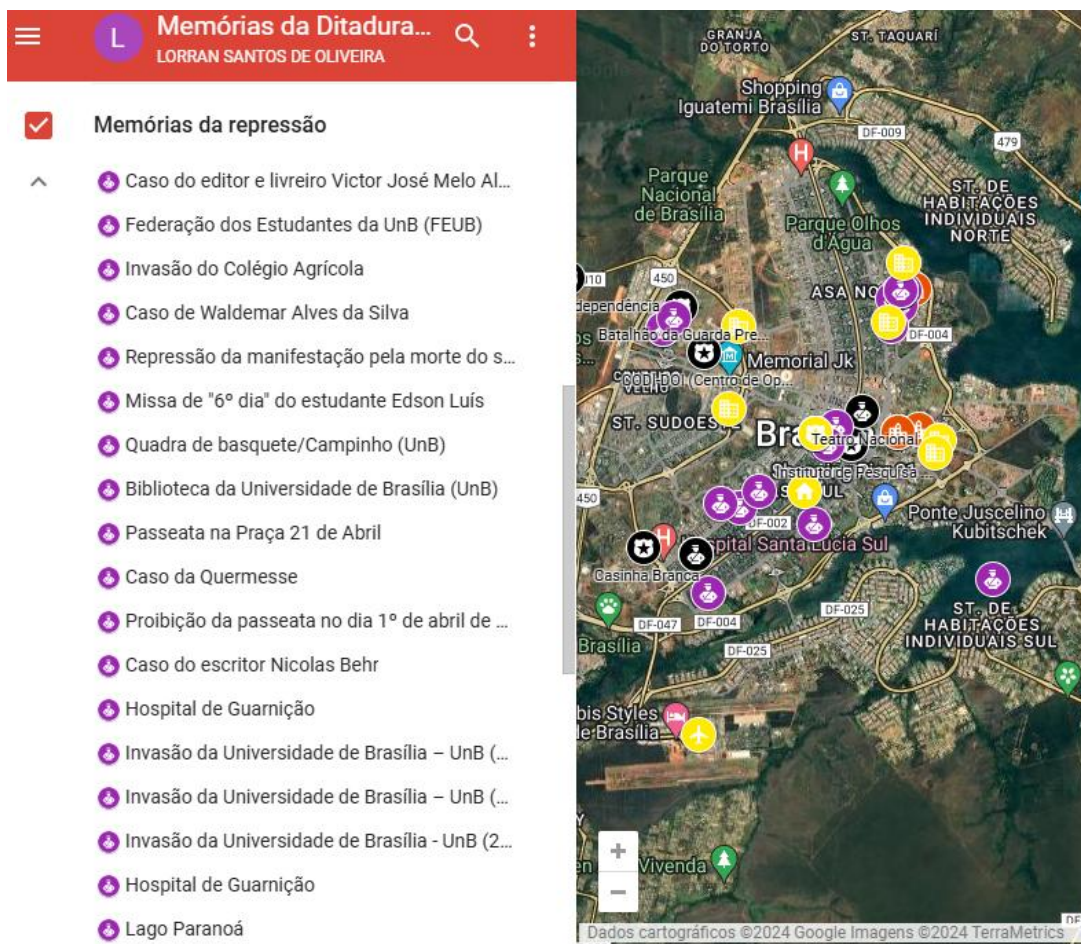 L
Memórias da Ditadura...
LORRAN SANTOS DE OLIVEIRA
Memórias da repressão
Caso do editor e livreiro Victor José Melo Al...
Federação dos Estudantes da UnB (FEUB)
Invasão do Colégio Agrícola
Caso de Waldemar Alves da Silva
Repressão da manifestação pela morte do s...
Missa de "6º dia" do estudante Edson Luís
Quadra de basquete/Campinho (UnB)
Biblioteca da Universidade de Brasília (UnB)
Passeata na Praça 21 de Abril
Caso da Quermesse
Proibição da passeata no dia 1º de abril de ...
Caso do escritor Nicolas Behr
Hospital de Guarnição
Invasão da Universidade de Brasília – UnB (...
Invasão da Universidade de Brasília – UnB (...
Invasão da Universidade de Brasília - UnB (2...
Hospital de Guarnição
Lago Paranoá
GRANJA
DO TORTO
ST. TAQUARÍ
Shopping
Iguatemi Brasília
DF-009
479
H
Parque
Nacional
de Brasília
ST. DE
HABITAÇÕES
INDIVIDUAIS
NORTE
Parque Olhos
d'Água
450
ASA NO
dependência
Batalhão da Guarda Pre...
DF-004
Memorial Jk
VELHO
CODI-DOI (Centro de Op...
ST. SUDOESTE
Bra
Teatro Nacional
Instituto de Pesquisa
UL
450
DF-002
Ponte Juscelino
Kubitschek
H
spital Santa Lúcia Sul
Casinha Branca
DF-047
DF-004
DF-025
ST. DE
HABITAÇÕES
INDIVIDUAIS SUL
Brasília
DF-025
bis Styles
de Brasília
Vivenda
+
−
DF
Dados cartográficos ©2024 Google Imagens ©2024 TerraMetrics